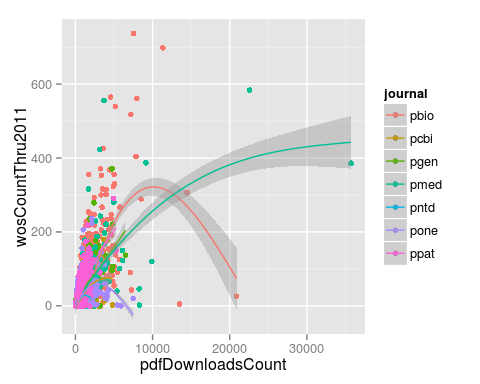 wosCountThru2011
600
400
200
0
0
10000
20000
30000
pdfDownloadsCount
journal
pbio
pcbi
pgen
pmed
pntd
pone
ppat